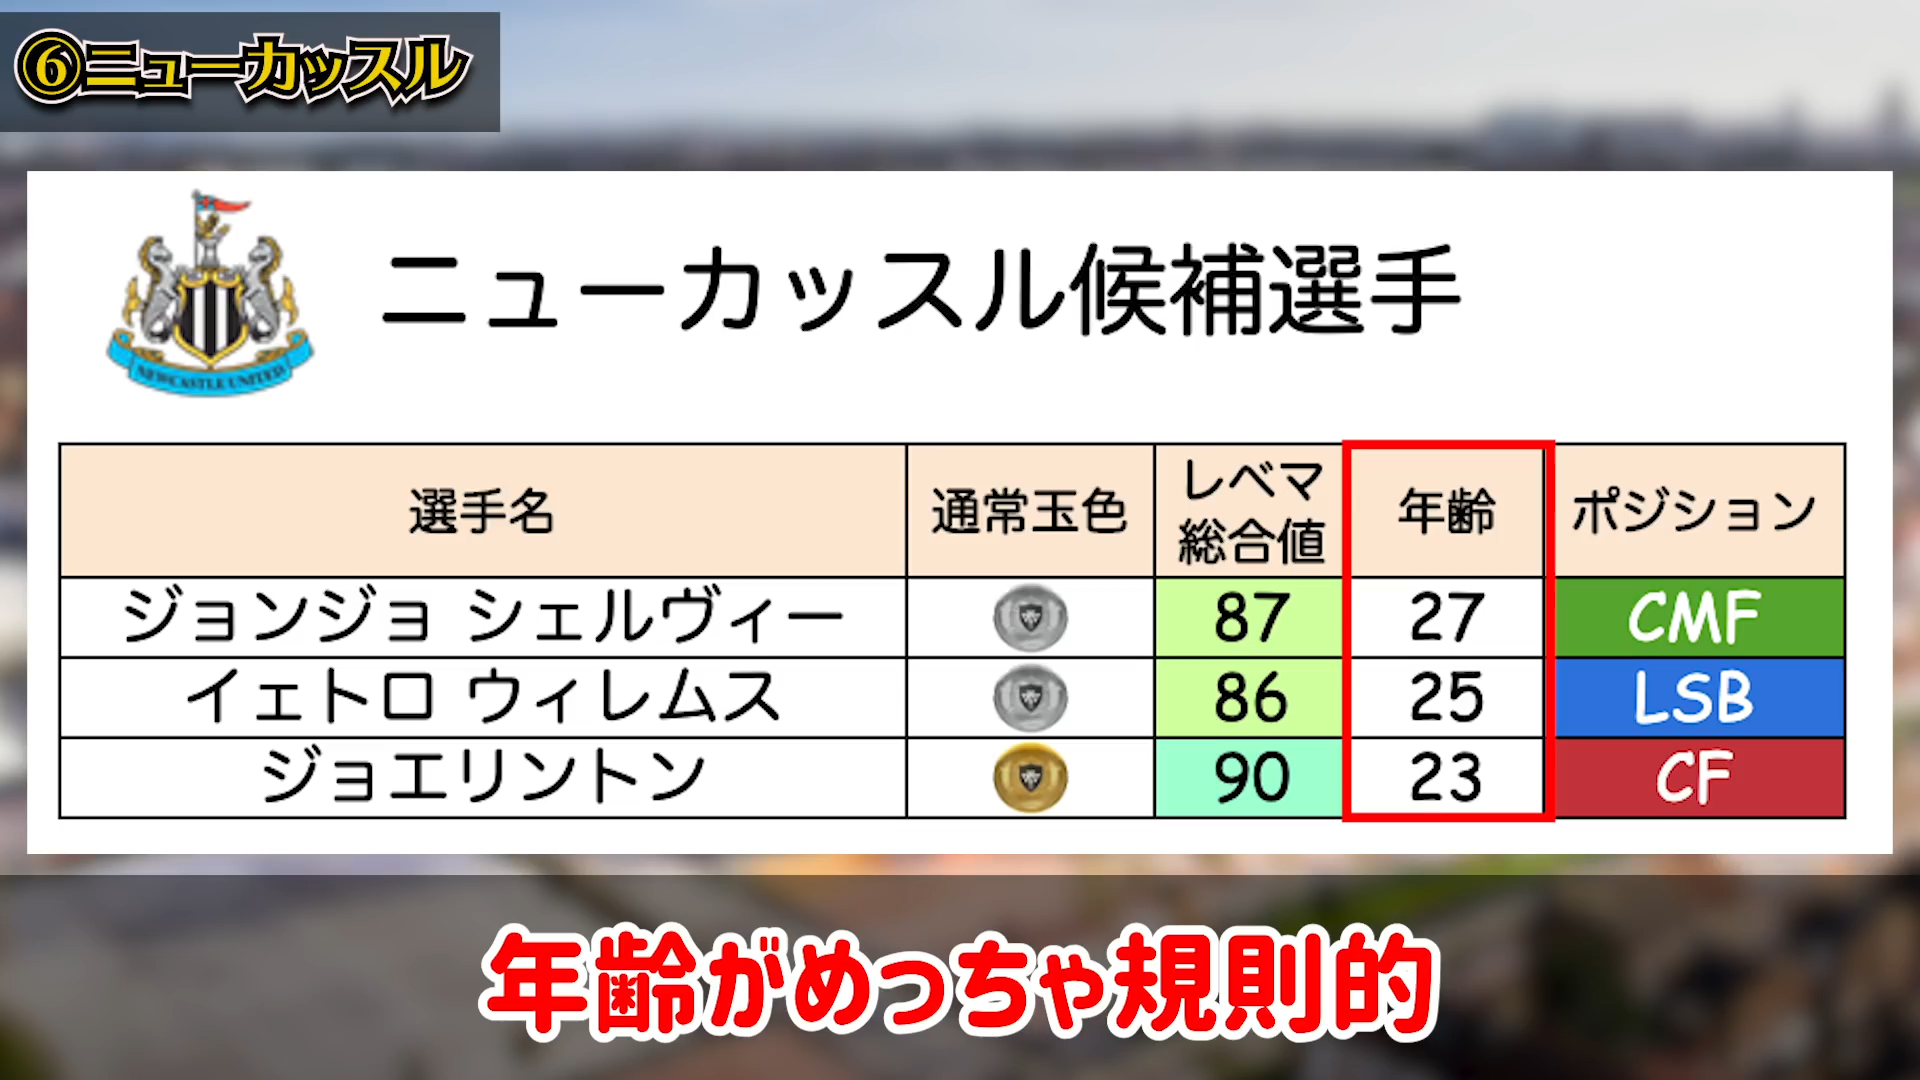 ⑥ニューカッスル
NEWCASTLE UNITED
ニューカッスル候補選手
選手名 通常玉色 レベマ総合値 年齢 ポジション
ジョンジョ シェルヴィー 87 27 CMF
イェトロ ウィレムス 86 25 LSB
ジョエリントン 90 23 CF
年齢がめっちゃ規則的